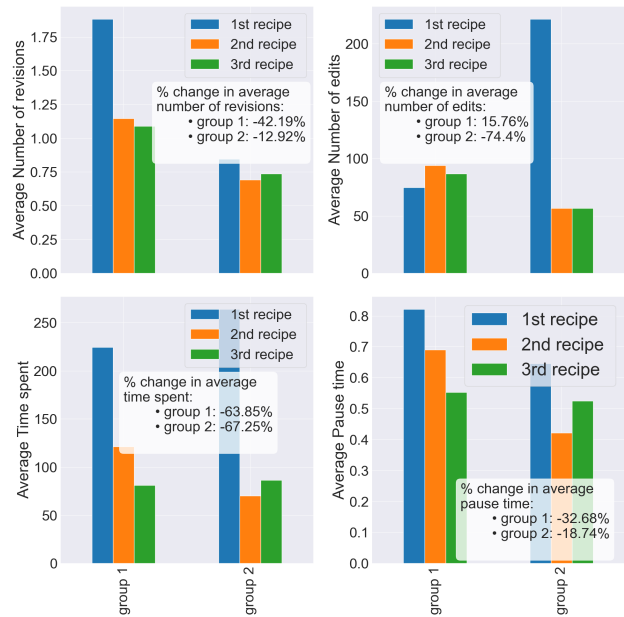 Average Number of revisions
1.75
1.50
1.25
1.00
0.75
0.50
0.25
0.00
1st recipe
2nd recipe
3rd recipe
% change in average
number of revisions:
• group 1: -42.19%
• group 2: -12.92%
Average Number of edits
200
150
100
50
0
1st recipe
2nd recipe
3rd recipe
% change in average
number of edits:
• group 1: 15.76%
• group 2: -74.4%
Average Time spent
250
200
150
100
50
0
1st recipe
2nd recipe
3rd recipe
% change in average
time spent:
• group 1: -63.85%
• group 2: -67.25%
group 1
group 2
Average Pause time
0.8
0.7
0.6
0.5
0.4
0.3
0.2
0.1
0.0
1st recipe
2nd recipe
3rd recipe
% change in average
pause time:
• group 1: -32.68%
• group 2: -18.74%
group 1
group 2